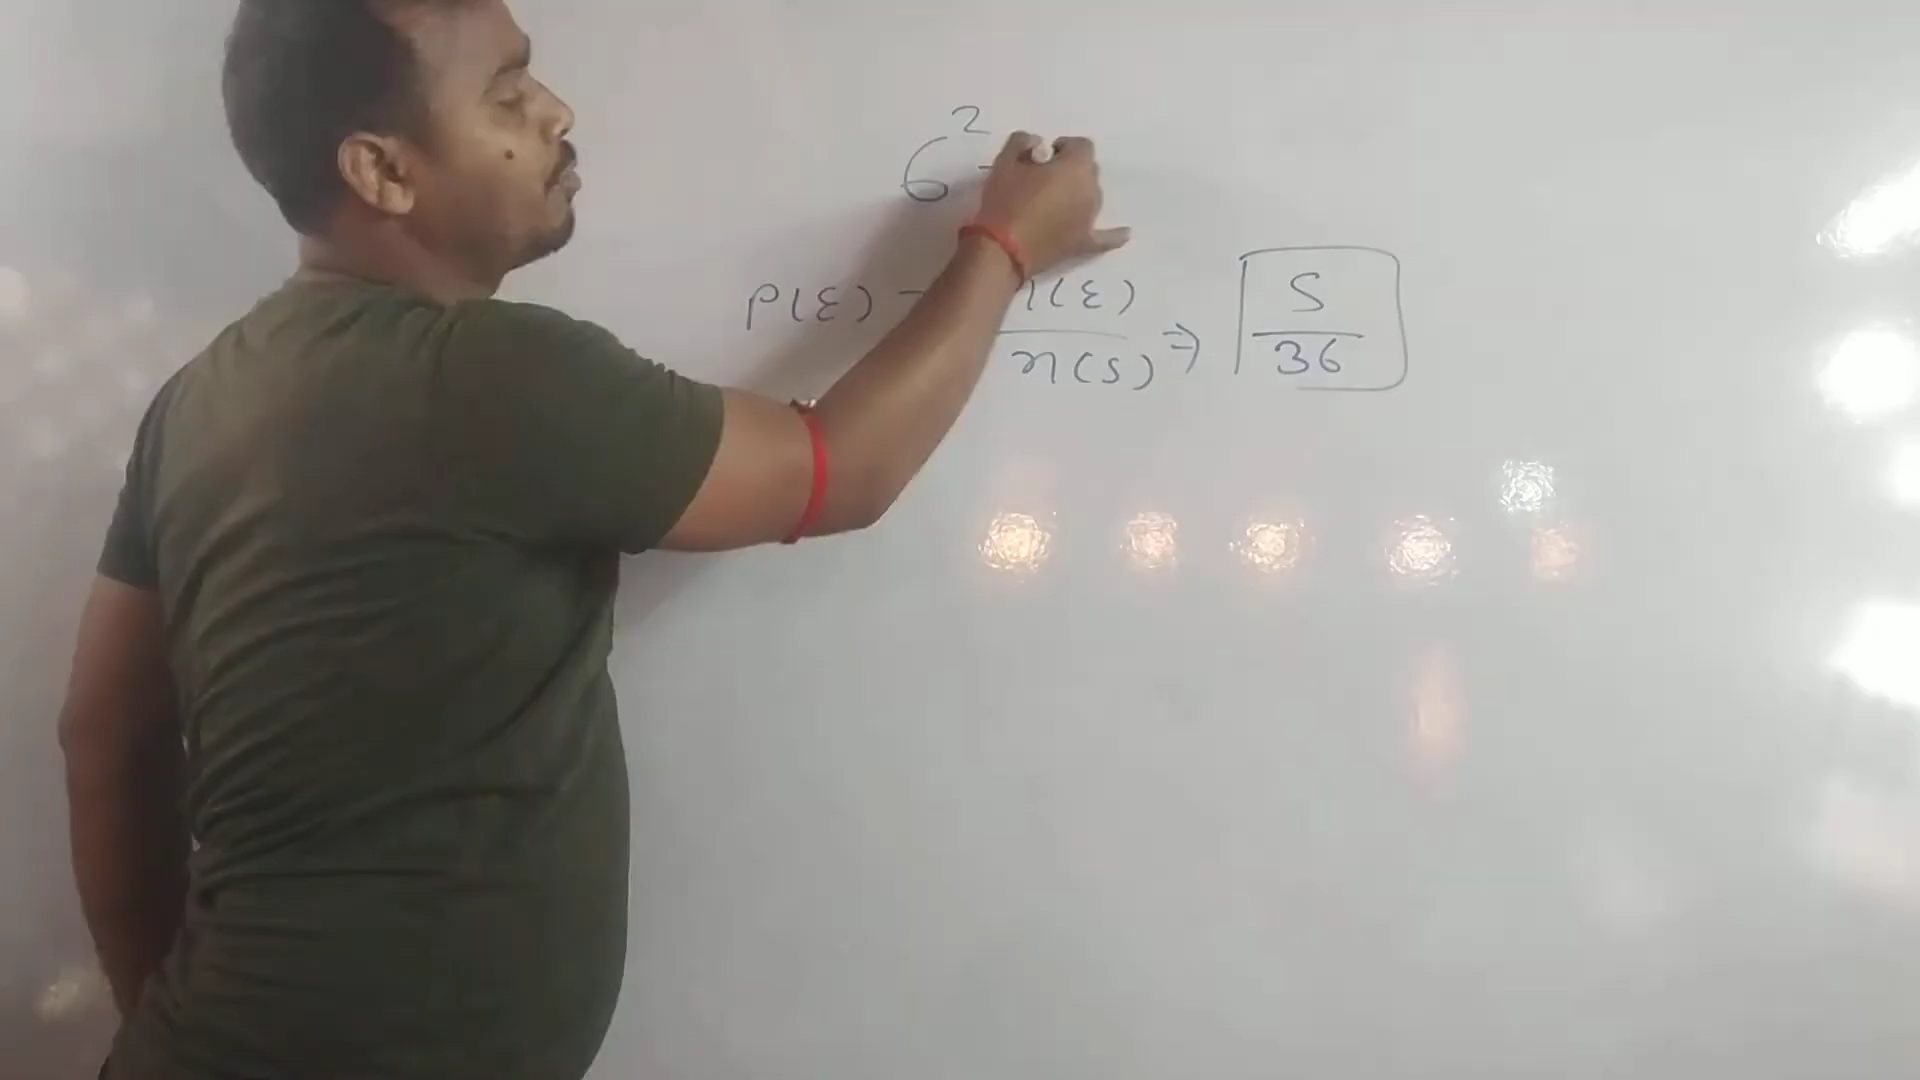 6² -
P(ε) - n(ε)/n(s) ⇒ 5/36